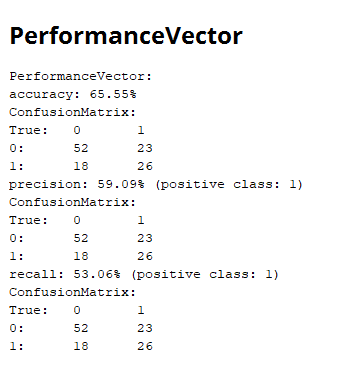 PerformanceVector
PerformanceVector:
accuracy: 65.55%
ConfusionMatrix:
True:   0       1
0:      52      23
1:      18      26
precision: 59.09% (positive class: 1)
ConfusionMatrix:
True:   0       1
0:      52      23
1:      18      26
recall: 53.06% (positive class: 1)
ConfusionMatrix:
True:   0       1
0:      52      23
1:      18      26